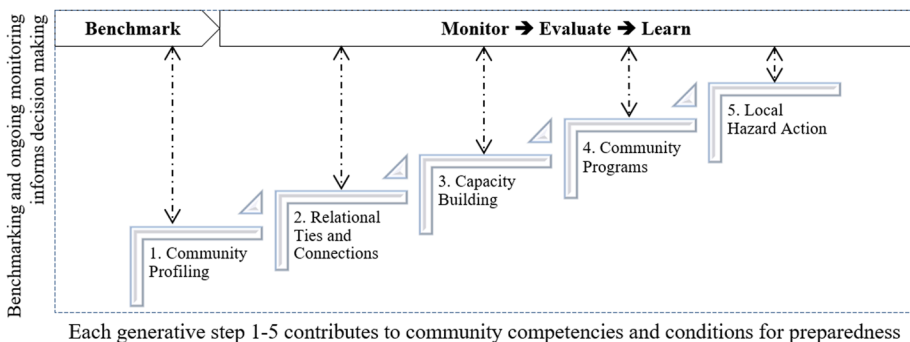 Benchmarking and ongoing monitoring
informs decision making
Benchmark
Monitor ➔ Evaluate ➔ Learn
1. Community
Profiling
2. Relational
Ties and
Connections
3. Capacity
Building
4. Community
Programs
5. Local
Hazard Action
Each generative step 1-5 contributes to community competencies and conditions for preparedness